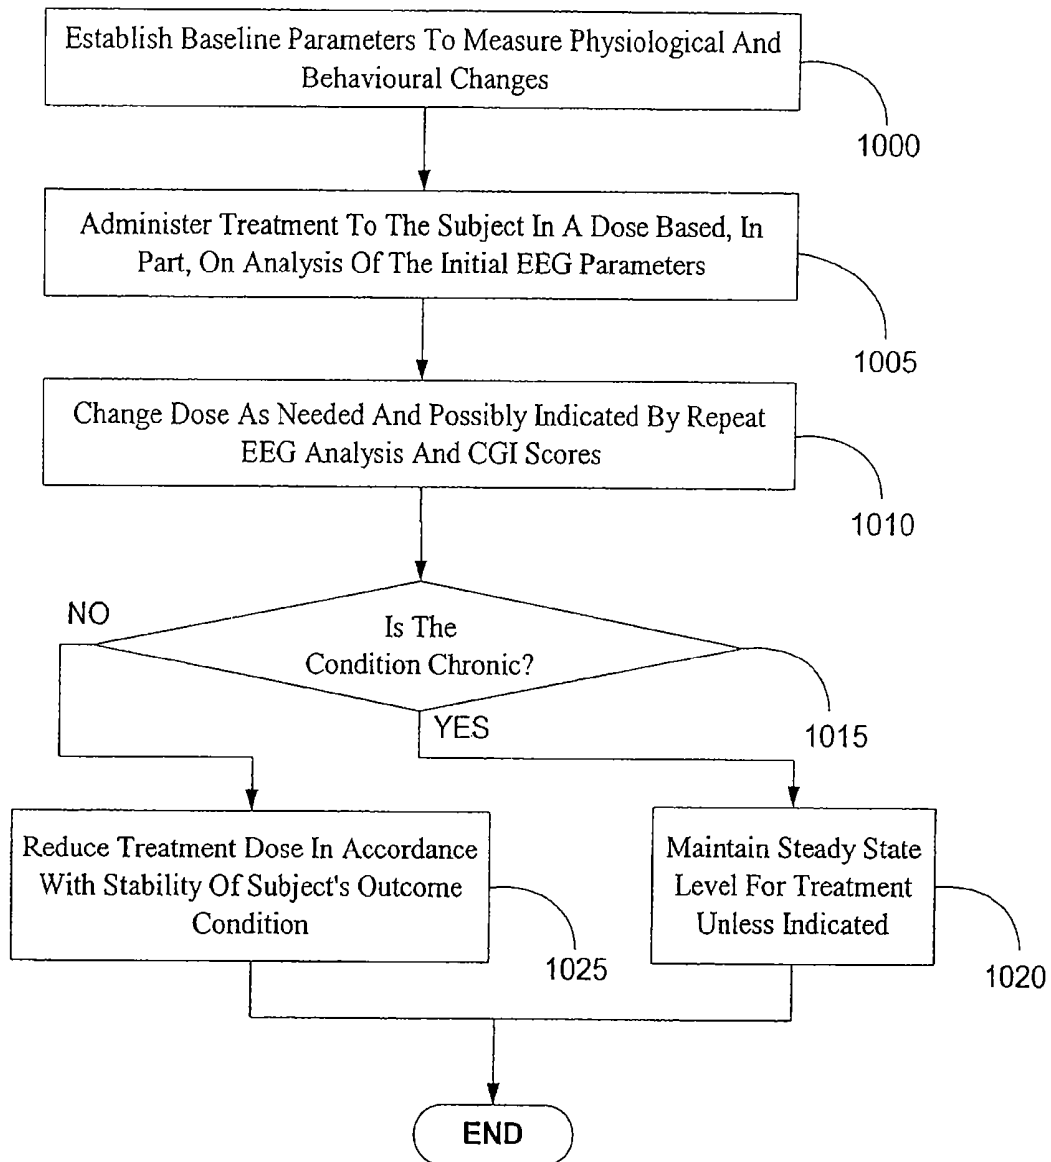 Establish Baseline Parameters To Measure Physiological And
Behavioural Changes
1000
Administer Treatment To The Subject In A Dose Based, In
Part, On Analysis Of The Initial EEG Parameters
1005
Change Dose As Needed And Possibly Indicated By Repeat
EEG Analysis And CGI Scores
1010
NO
Is The
Condition Chronic?
YES
1015
Reduce Treatment Dose In Accordance
With Stability Of Subject's Outcome
Condition
1025
Maintain Steady State
Level For Treatment
Unless Indicated
1020
END